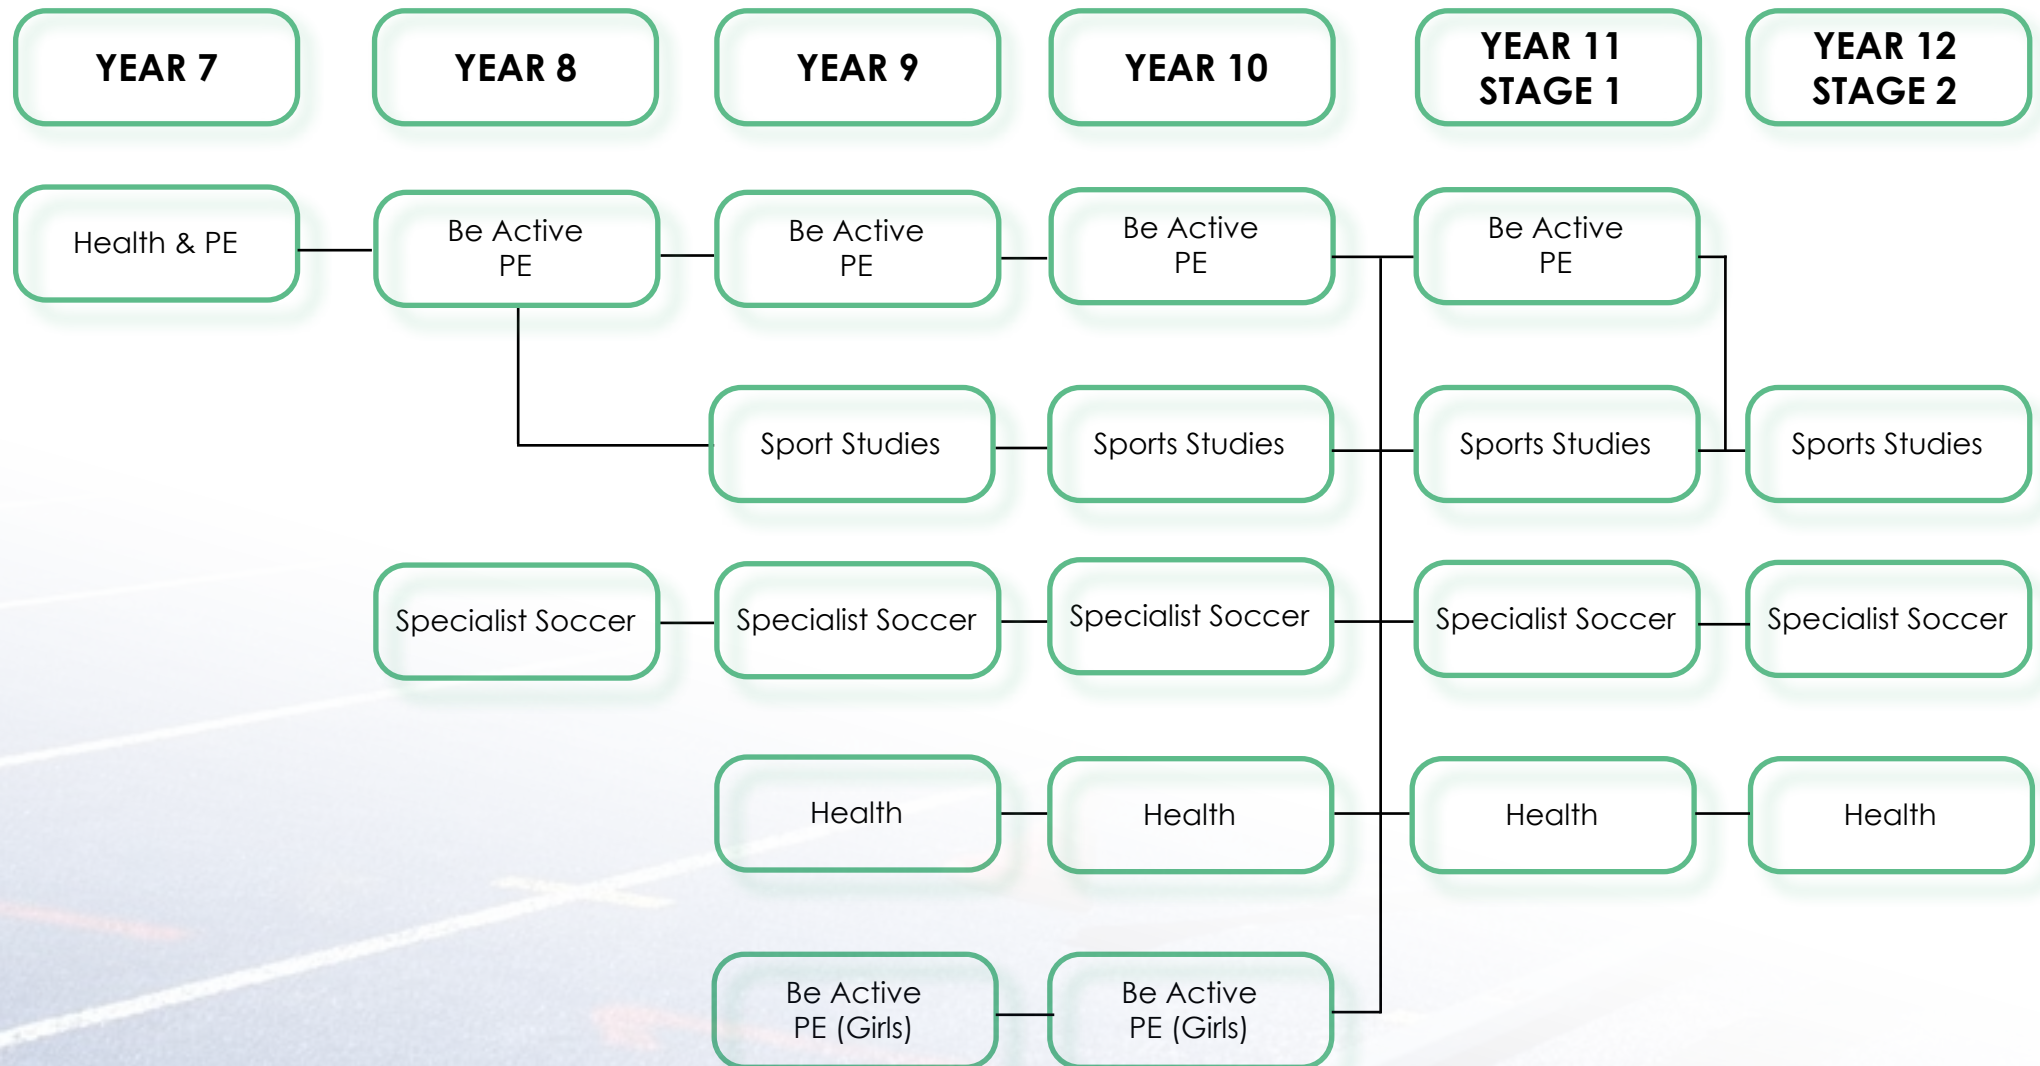 YEAR 7
YEAR 8
YEAR 9
YEAR 10
YEAR 11
STAGE 1
YEAR 12
STAGE 2
Health & PE
Be Active
PE
Be Active
PE
Be Active
PE
Be Active
PE
Sport Studies
Sports Studies
Sports Studies
Sports Studies
Specialist Soccer
Specialist Soccer
Specialist Soccer
Specialist Soccer
Specialist Soccer
Health
Health
Health
Health
Be Active
PE (Girls)
Be Active
PE (Girls)